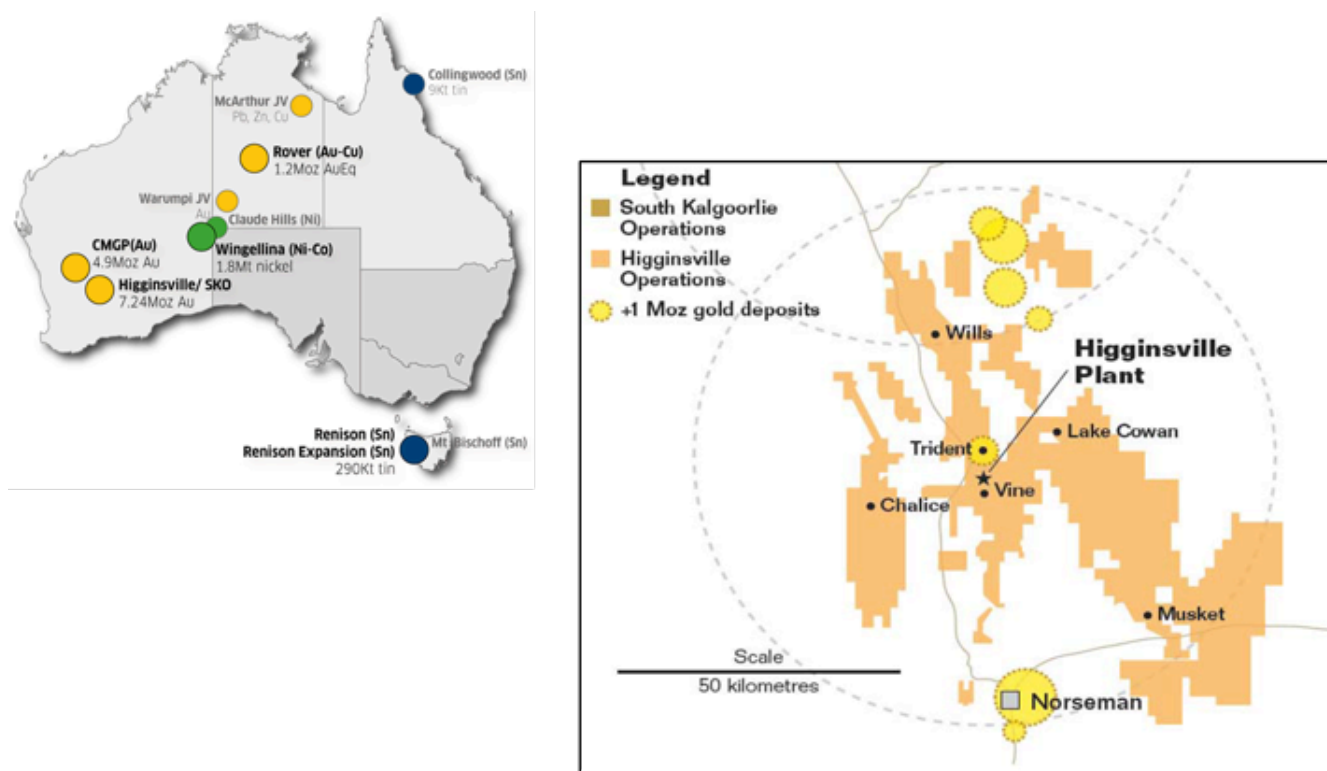 Collingwood (Sn)
9Kt tin
McArthur JV
Pb, Zn, Cu
Rover (Au-Cu)
1.2Moz AuEq
Warumpi JV
Au
Claude Hills (Ni)
Wingellina (Ni-Co)
1.8Mt nickel
CMGP(Au)
4.9Moz Au
Higginsville/ SKO
7.24Moz Au
Renison (Sn)
Mt Bischoff (Sn)
Renison Expansion (Sn)
290Kt tin
Legend
South Kalgoorlie
Operations
Higginsville
Operations
+1 Moz gold deposits
Wills
Higginsville
Plant
Lake Cowan
Trident
Vine
Chalice
Musket
Scale
50 kilometres
Norseman